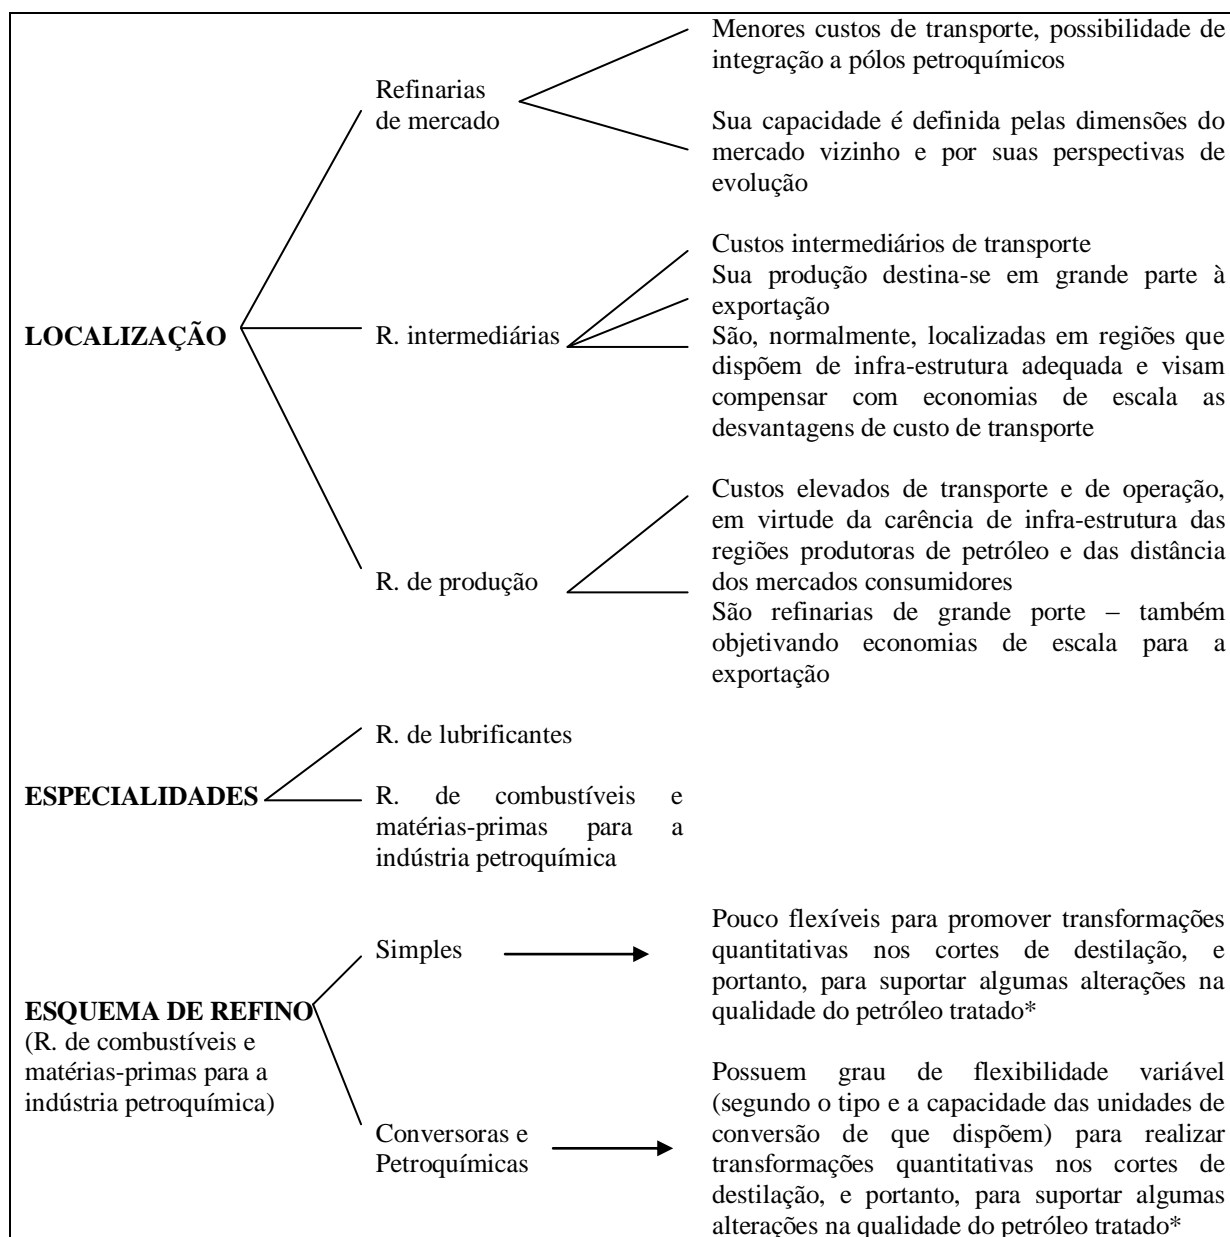 Menores custos de transporte, possibilidade de
integração a pólos petroquímicos
Refinarias
de mercado
Sua capacidade é definida pelas dimensões do
mercado vizinho e por suas perspectivas de
evolução
Custos intermediários de transporte
Sua produção destina-se em grande parte à
exportação
LOCALIZAÇÃO
R. intermediárias
São, normalmente, localizadas em regiões que
dispõem de infra-estrutura adequada e visam
compensar com economias de escala as
desvantagens de custo de transporte
Custos elevados de transporte e de operação,
em virtude da carência de infra-estrutura das
regiões produtoras de petróleo e das distância
dos mercados consumidores
R. de produção
São refinarias de grande porte – também
objetivando economias de escala para a
exportação
ESPECIALIDADES
R. de lubrificantes
R. de combustíveis e
matérias-primas para a
indústria petroquímica
ESQUEMA DE REFINO
(R. de combustíveis e
matérias-primas para a
indústria petroquímica)
Simples
Pouco flexíveis para promover transformações
quantitativas nos cortes de destilação, e
portanto, para suportar algumas alterações na
qualidade do petróleo tratado*
Conversoras e
Petroquímicas
Possuem grau de flexibilidade variável
(segundo o tipo e a capacidade das unidades de
conversão de que dispõem) para realizar
transformações quantitativas nos cortes de
destilação, e portanto, para suportar algumas
alterações na qualidade do petróleo tratado*